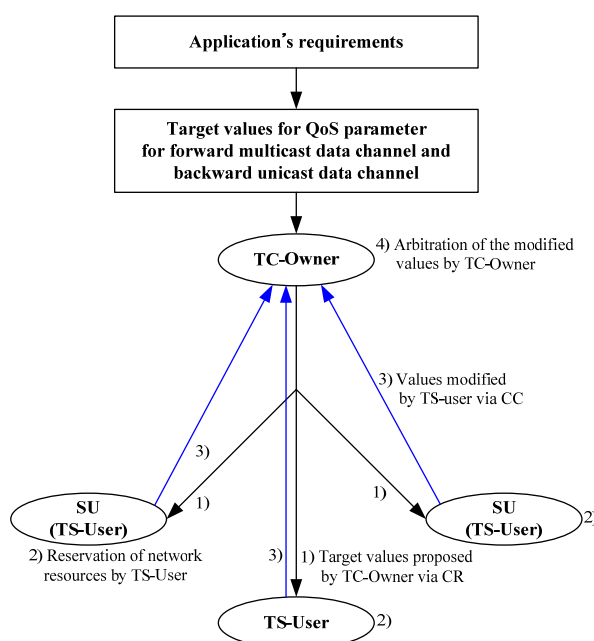 Application's requirements
Target values for QoS parameter
for forward multicast data channel and
backward unicast data channel
TC-Owner
4) Arbitration of the modified
values by TC-Owner
3) Values modified
by TS-user via CC
3)
1)
1)
SU
(TS-User)
SU
(TS-User)
2)
2) Reservation of network
resources by TS-User
3)
1) Target values proposed
by TC-Owner via CR
TS-User
2)